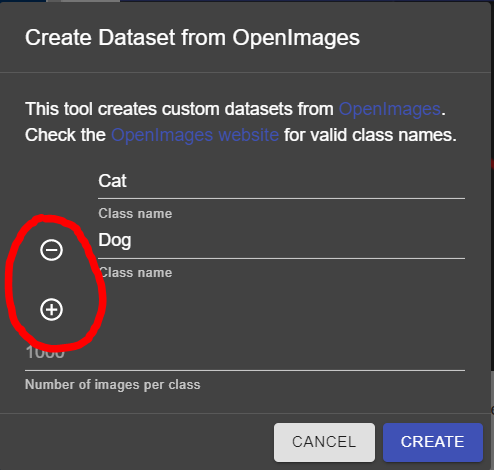 Create Dataset from OpenImages
This tool creates custom datasets from OpenImages.
Check the OpenImages website for valid class names.
Cat
Class name
Dog
Class name
1000
Number of images per class
CANCEL CREATE